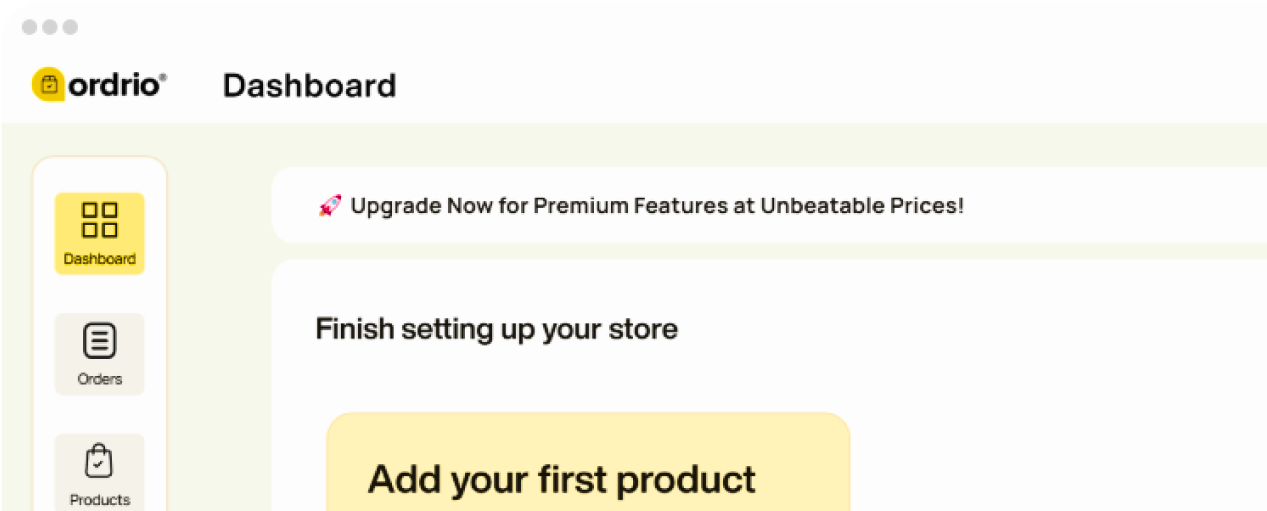 ordrio®
Dashboard
🚀 Upgrade Now for Premium Features at Unbeatable Prices!
Dashboard
Orders
Products
Finish setting up your store
Add your first product